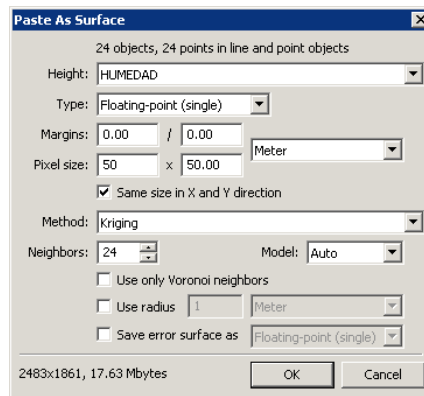 Paste As Surface
24 objects, 24 points in line and point objects
Height: HUMEDAD
Type: Floating-point (single)
Margins: 0.00 / 0.00
Meter
Pixel size: 50 x 50.00
Same size in X and Y direction
Method: Kriging
Neighbors: 24 Model: Auto
Use only Voronoi neighbors
Use radius 1 Meter
Save error surface as Floating-point (single)
2483x1861, 17.63 Mbytes OK Cancel